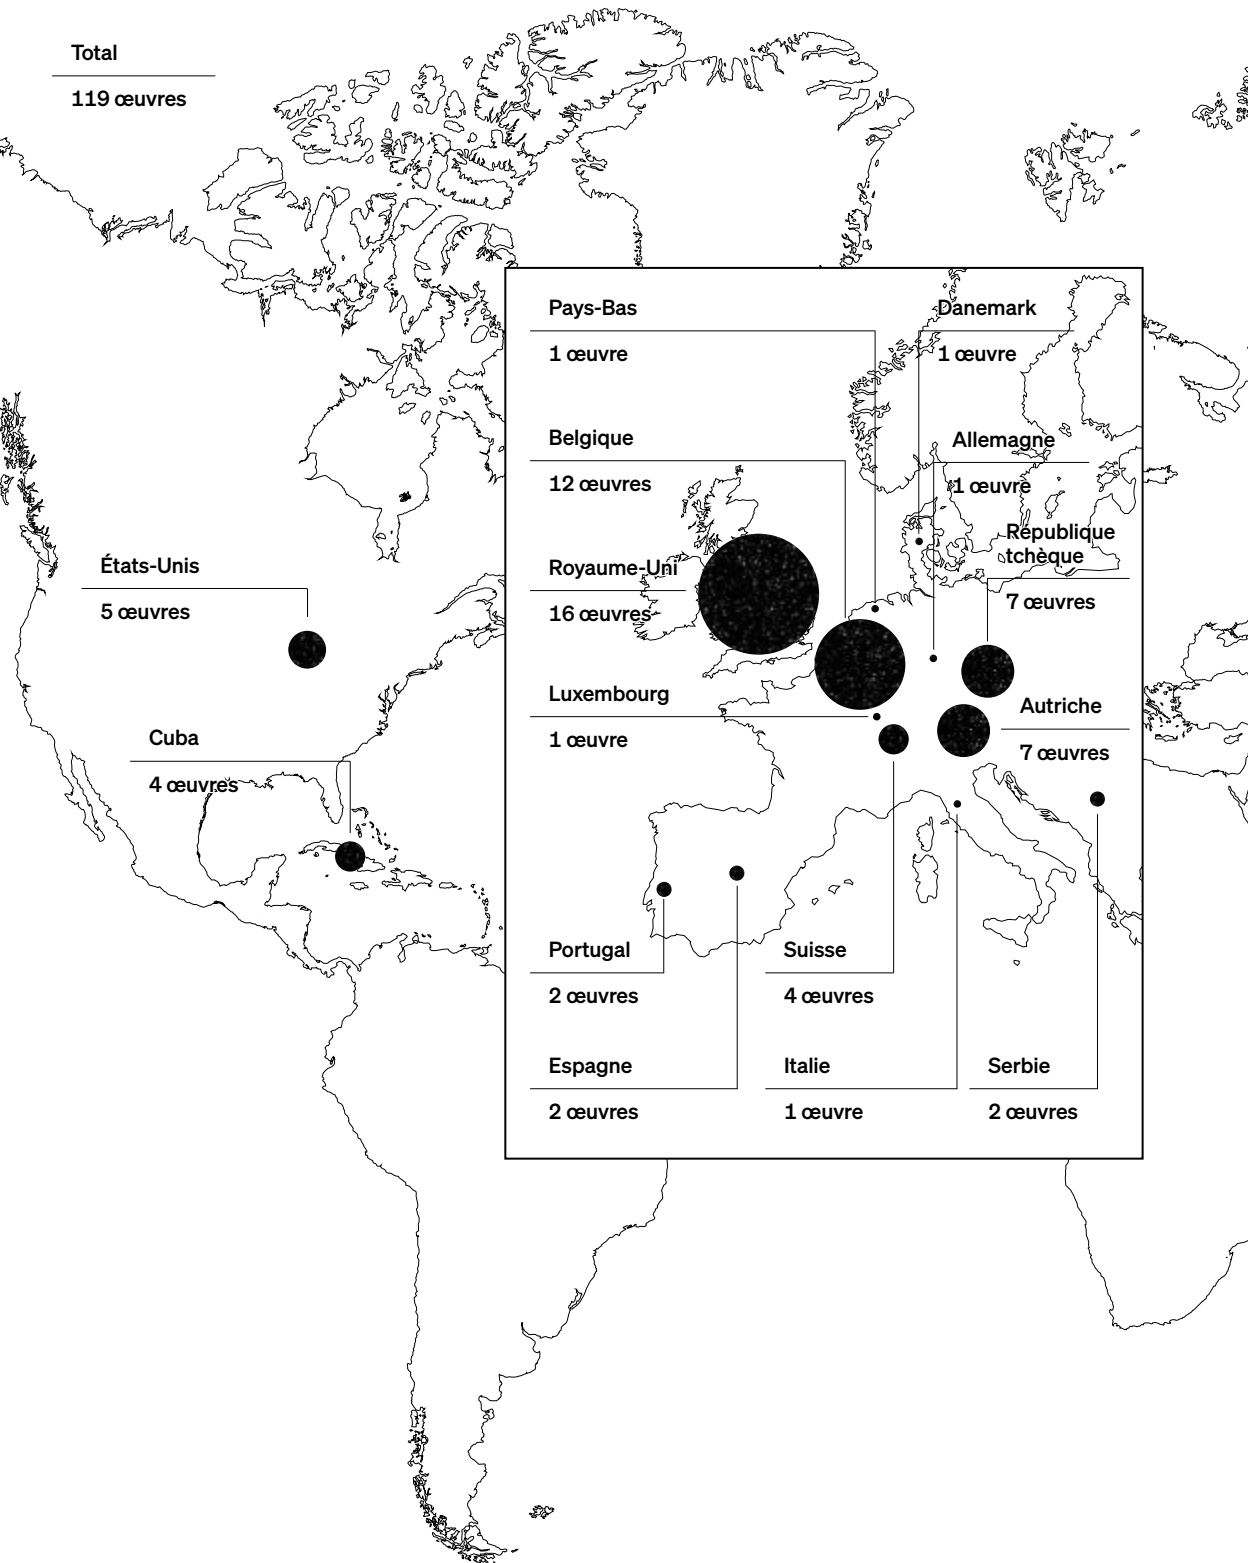 Total
119 œuvres
États-Unis
5 œuvres
Cuba
4 œuvres
Pays-Bas
1 œuvre
Danemark
1 œuvre
Belgique
12 œuvres
Allemagne
1 œuvre
Royaume-Uni
16 œuvres
République
tchèque
7 œuvres
Luxembourg
1 œuvre
Autriche
7 œuvres
Portugal
2 œuvres
Suisse
4 œuvres
Espagne
2 œuvres
Italie
1 œuvre
Serbie
2 œuvres